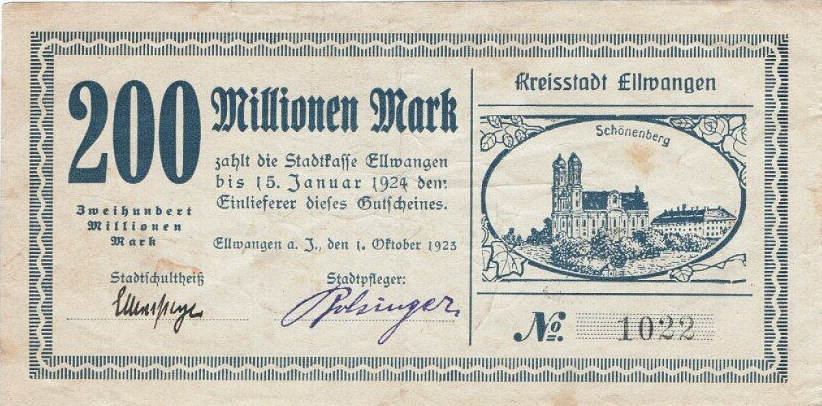 200 Millionen Mark
zahlt die Stadtkasse Ellwangen
bis 15. Januar 1924 dem
Einlieferer dieses Gutscheines.
Zweihundert
Millionen
Mark
Ellwangen a. J., den 1. Oktober 1923
Stadtschultheiß
Stadtpfleger:
Bolsinger
Kreisstadt Ellwangen
Schönenberg
No. 1022